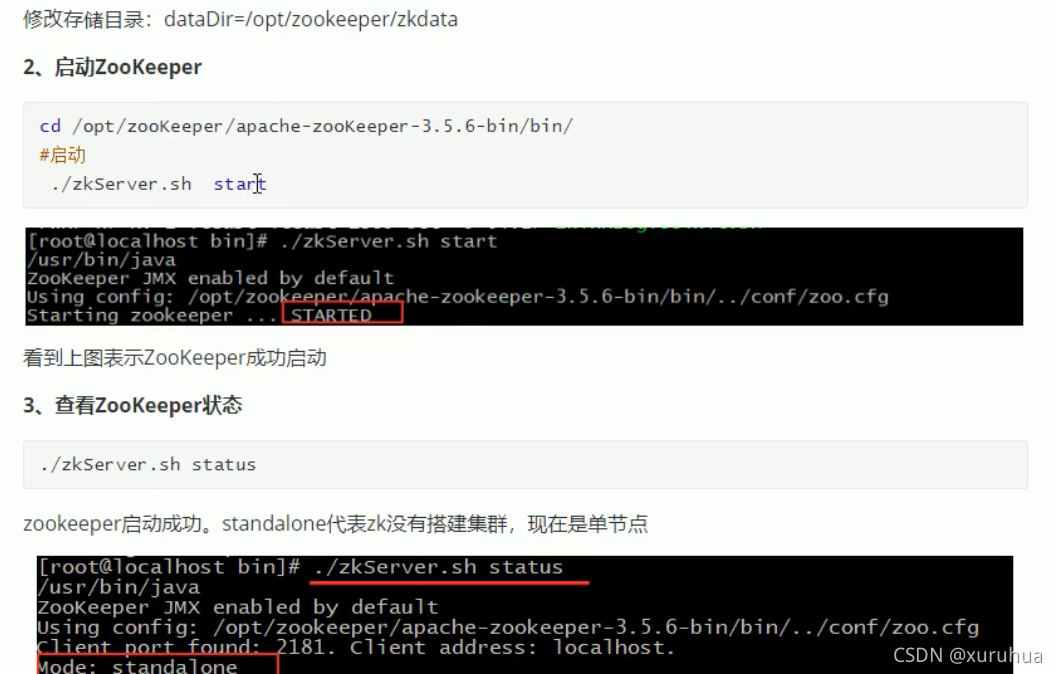 修改存储目录：dataDir=/opt/zookeeper/zkdata
2、启动ZooKeeper
cd /opt/zooKeeper/apache-zooKeeper-3.5.6-bin/bin/
#启动
./zkServer.sh start
[root@localhost bin]# ./zkServer.sh start
/usr/bin/java
ZooKeeper JMX enabled by default
Using config: /opt/zookeeper/apache-zookeeper-3.5.6-bin/bin/../conf/zoo.cfg
Starting zookeeper ... STARTED
看到上图表示ZooKeeper成功启动
3、查看ZooKeeper状态
./zkServer.sh status
zookeeper启动成功。standalone代表zk没有搭建集群，现在是单节点
[root@localhost bin]# ./zkServer.sh status
/usr/bin/java
ZooKeeper JMX enabled by default
Using config: /opt/zookeeper/apache-zookeeper-3.5.6-bin/bin/../conf/zoo.cfg
Client port found: 2181. Client address: localhost.
Mode: standalone
CSDN @xuruhua